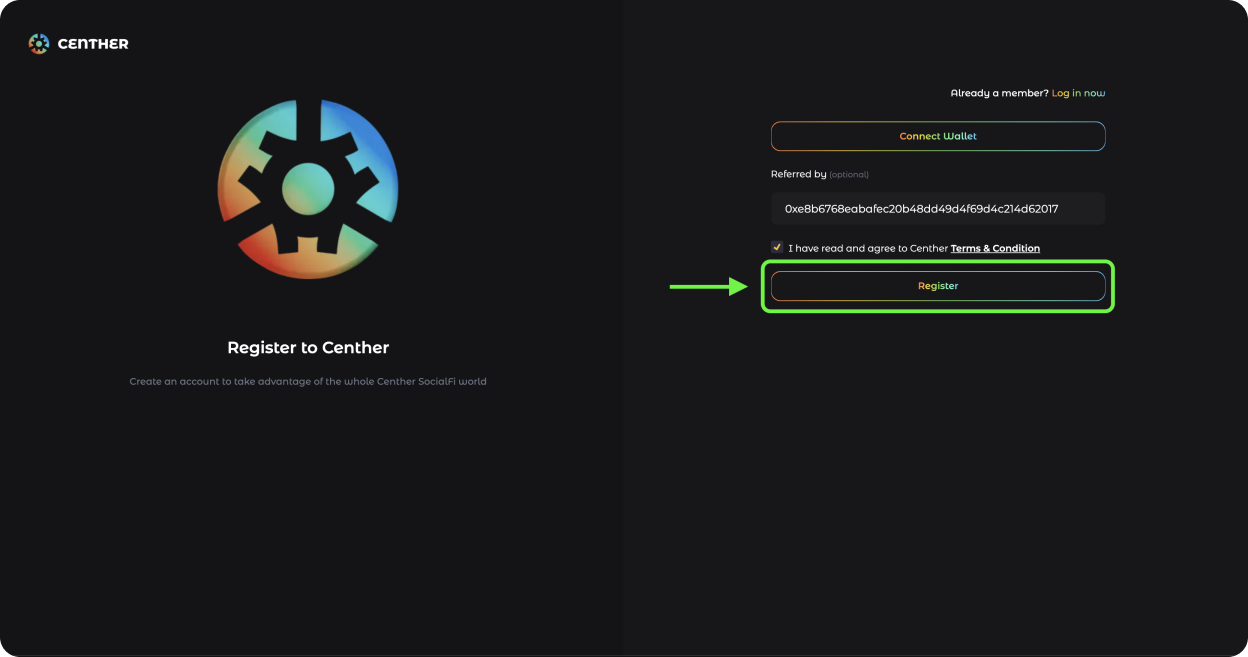 CENTHER
Register to Centher
Create an account to take advantage of the whole Centher SocialFi world
Already a member? Log in now
Connect Wallet
Referred by (optional)
0xe8b6768eabafec20b48dd49d4f69d4c214d62017
I have read and agree to Centher Terms & Condition
Register